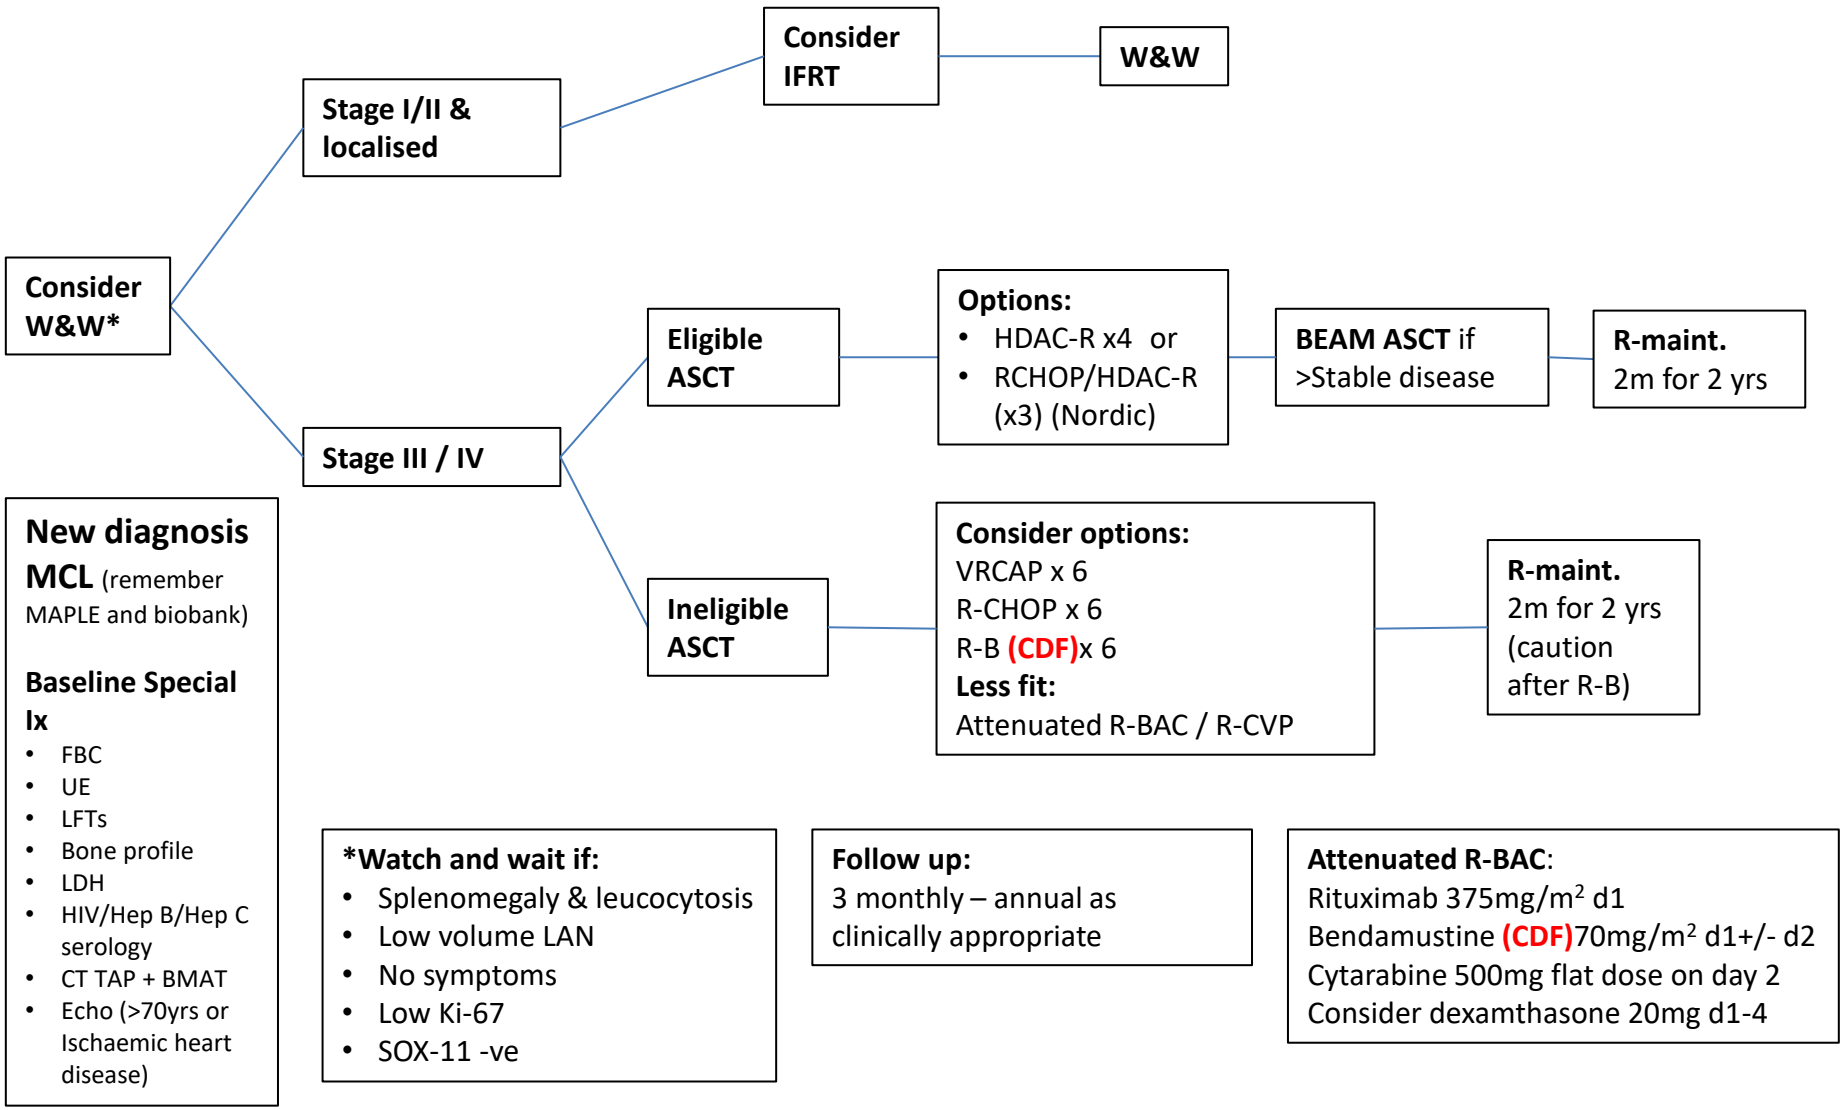 Consider
IFRT
W&W
Stage I/II &
localised
Consider
W&W*
Eligible
ASCT
Options:
• HDAC-R x4 or
• RCHOP/HDAC-R
(x3) (Nordic)
BEAM ASCT if
>Stable disease
R-maint.
2m for 2 yrs
Stage III / IV
Ineligible
ASCT
Consider options:
VRCAP x 6
R-CHOP x 6
R-B (CDF)x 6
Less fit:
Attenuated R-BAC / R-CVP
R-maint.
2m for 2 yrs
(caution
after R-B)
New diagnosis
MCL (remember
MAPLE and biobank)
Baseline Special
Ix
• FBC
• UE
• LFTs
• Bone profile
• LDH
• HIV/Hep B/Hep C
serology
• CT TAP + BMAT
• Echo (>70yrs or
Ischaemic heart
disease)
*Watch and wait if:
• Splenomegaly & leucocytosis
• Low volume LAN
• No symptoms
• Low Ki-67
• SOX-11 -ve
Follow up:
3 monthly – annual as
clinically appropriate
Attenuated R-BAC:
Rituximab 375mg/m² d1
Bendamustine (CDF)70mg/m² d1+/- d2
Cytarabine 500mg flat dose on day 2
Consider dexamthasone 20mg d1-4